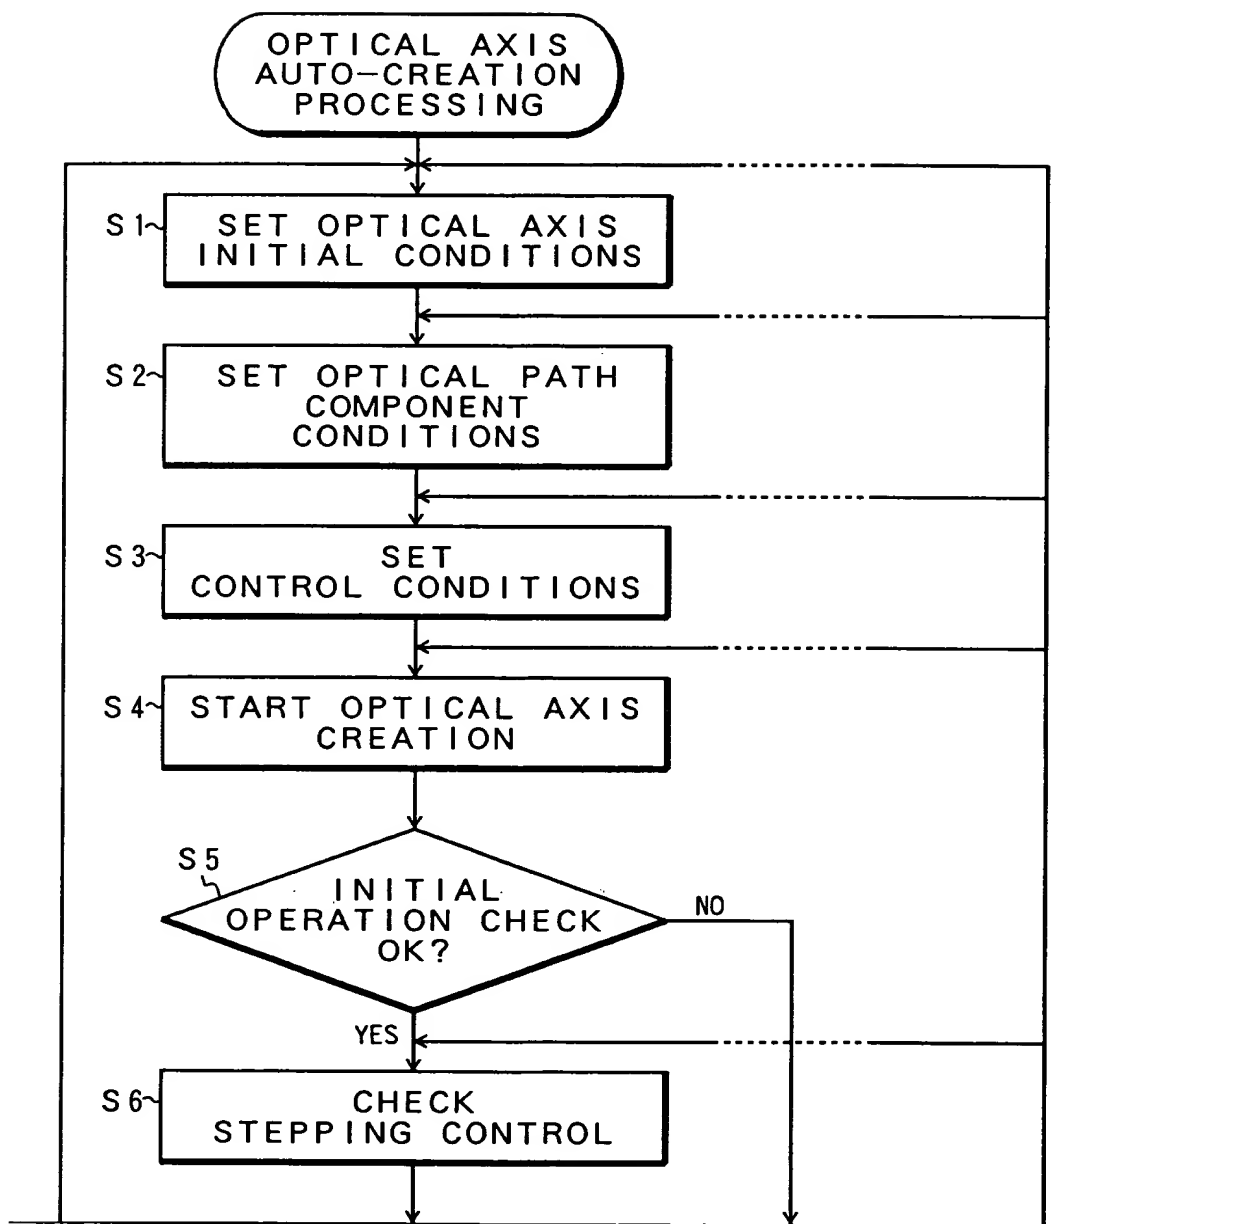 OPTICAL AXIS
AUTO-CREATION
PROCESSING
S1
SET OPTICAL AXIS
INITIAL CONDITIONS
S2
SET OPTICAL PATH
COMPONENT
CONDITIONS
S3
SET
CONTROL CONDITIONS
S4
START OPTICAL AXIS
CREATION
S5
INITIAL
OPERATION CHECK
OK?
NO
YES
S6
CHECK
STEPPING CONTROL